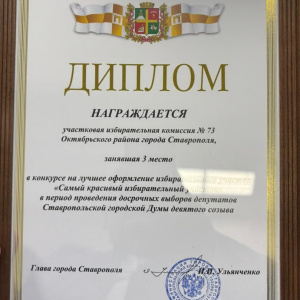 ДИПЛОМ
НАГРАЖДАЕТСЯ
участковая избирательная комиссия № 73
Октябрьского района города Ставрополя,
занявшая 3 место
в конкурсе на лучшее оформление
«Самый красивый избирательный
в период проведения досрочных выборов депутатов
Ставропольской городской Думы девятого созыва
Глава города Ставрополя
И.И. Ульянченко